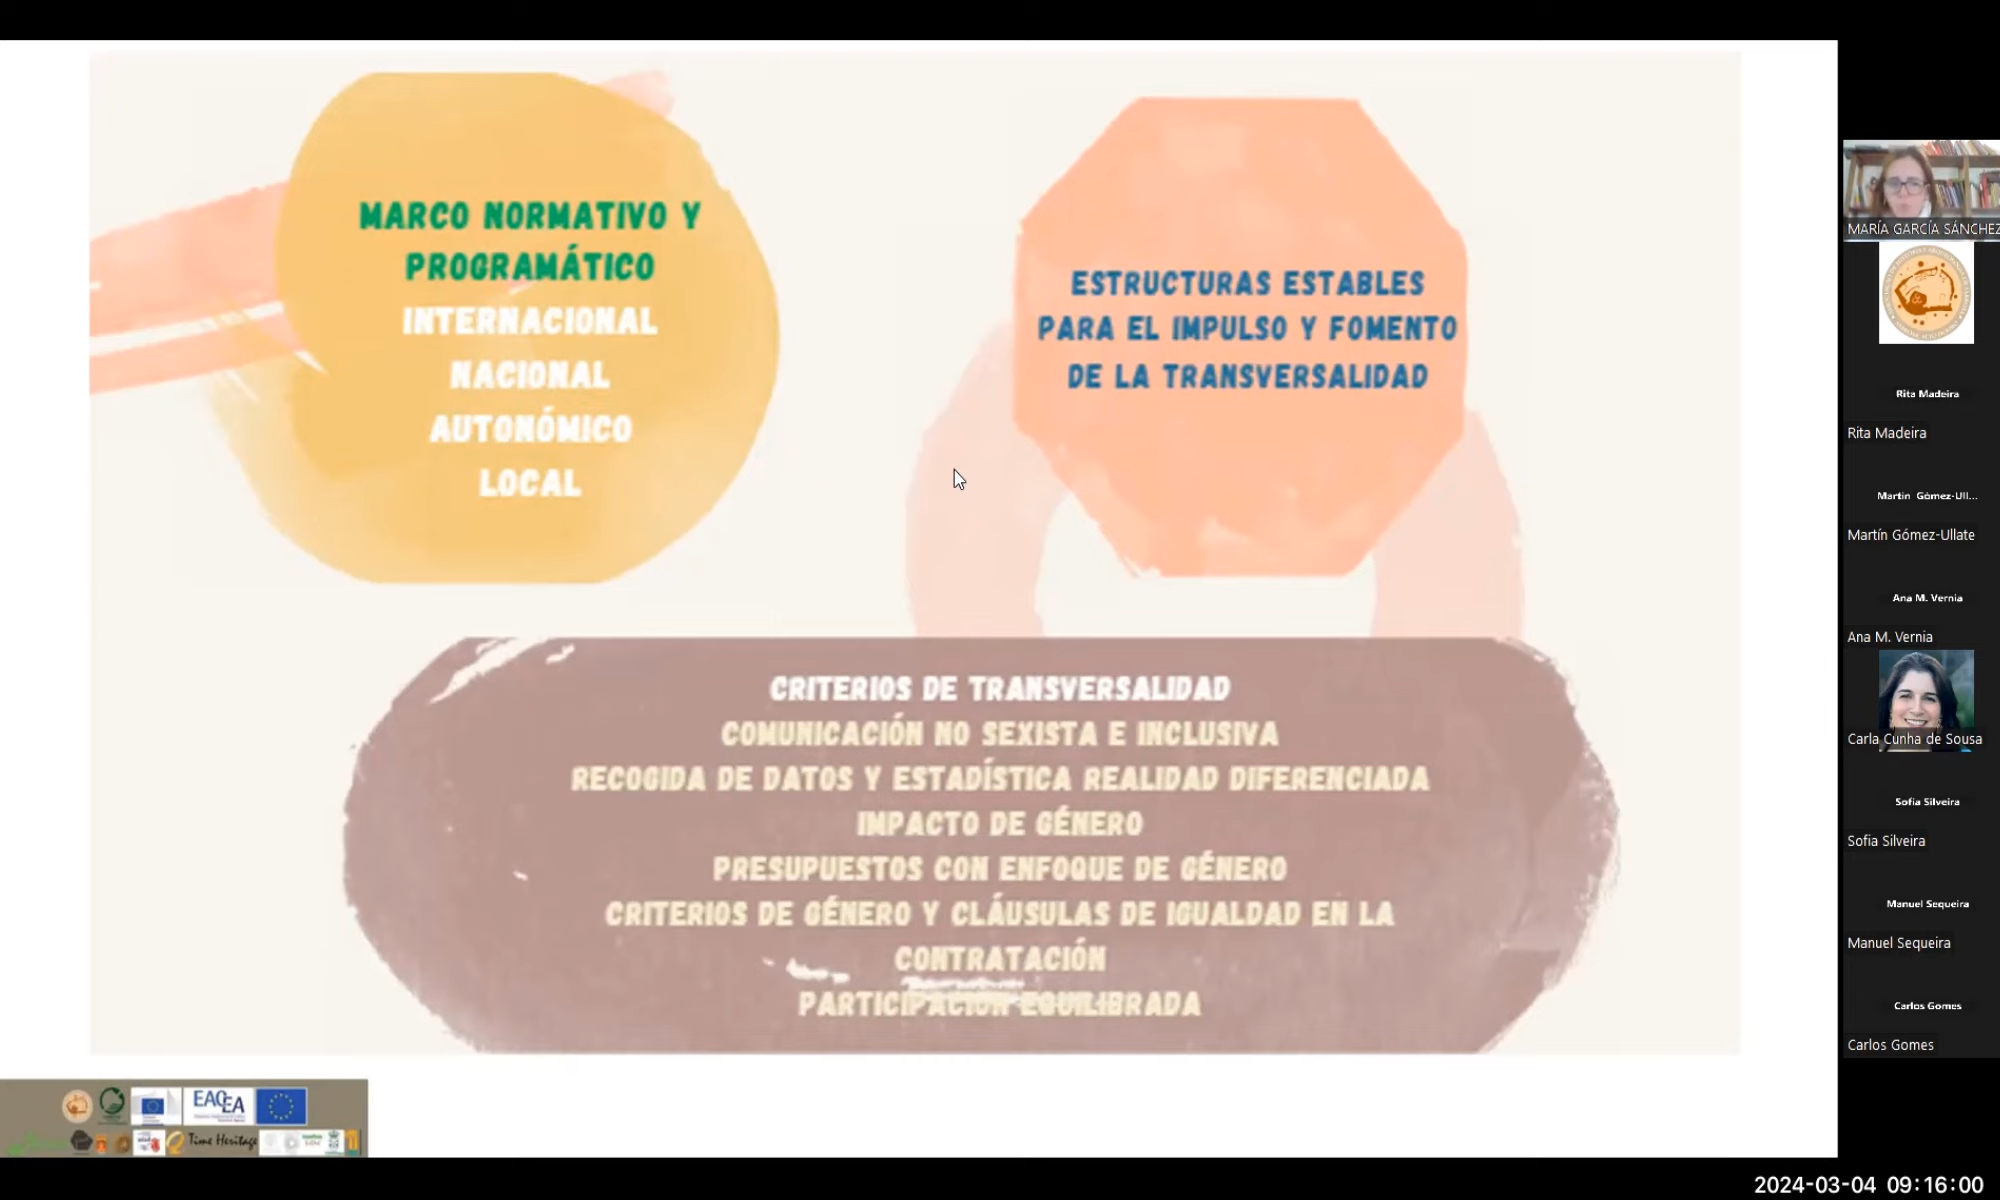 MARCO NORMATIVO Y
PROGRAMÁTICO
INTERNACIONAL
NACIONAL
AUTONÓMICO
LOCAL
ESTRUCTURAS ESTABLES
PARA EL IMPULSO Y FOMENTO
DE LA TRANSVERSALIDAD
CRITERIOS DE TRANSVERSALIDAD
COMUNICACIÓN NO SEXISTA E INCLUSIVA
RECOGIDA DE DATOS Y ESTADÍSTICA REALIDAD DIFERENCIADA
IMPACTO DE GÉNERO
PRESUPUESTOS CON ENFOQUE DE GÉNERO
CRITERIOS DE GÉNERO Y CLÁUSULAS DE IGUALDAD EN LA
CONTRATACIÓN
PARTICIPACIÓN EQUILIBRADA
EACEA
Time Heritage
MARÍA GARCÍA SÁNCHEZ
Rita Madeira
Rita Madeira
Martín Gómez-Ull...
Martín Gómez-Ullate
Ana M. Vernia
Ana M. Vernia
Carla Cunha de Sousa
Sofia Silveira
Sofia Silveira
Manuel Sequeira
Manuel Sequeira
Carlos Gomes
Carlos Gomes
2024-03-04 09:16:00